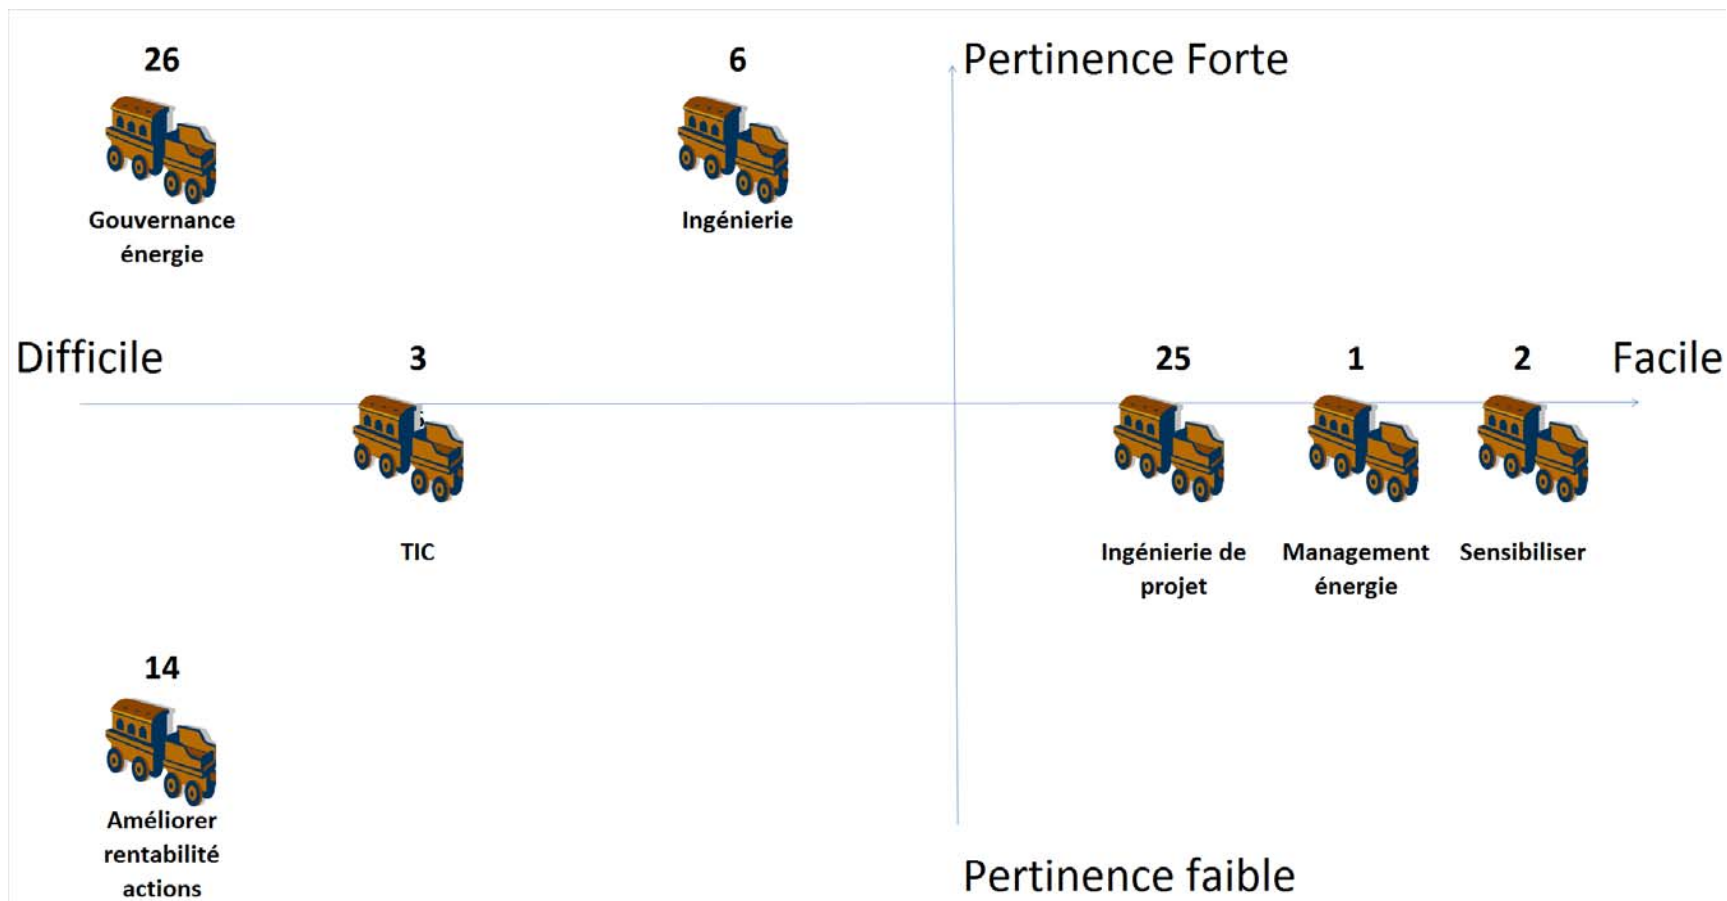 26
6
Pertinence Forte
Gouvernance
énergie
Ingénierie
Difficile
3
25
1
2
Facile
TIC
Ingénierie de
projet
Management
énergie
Sensibiliser
14
Améliorer
rentabilité
actions
Pertinence faible